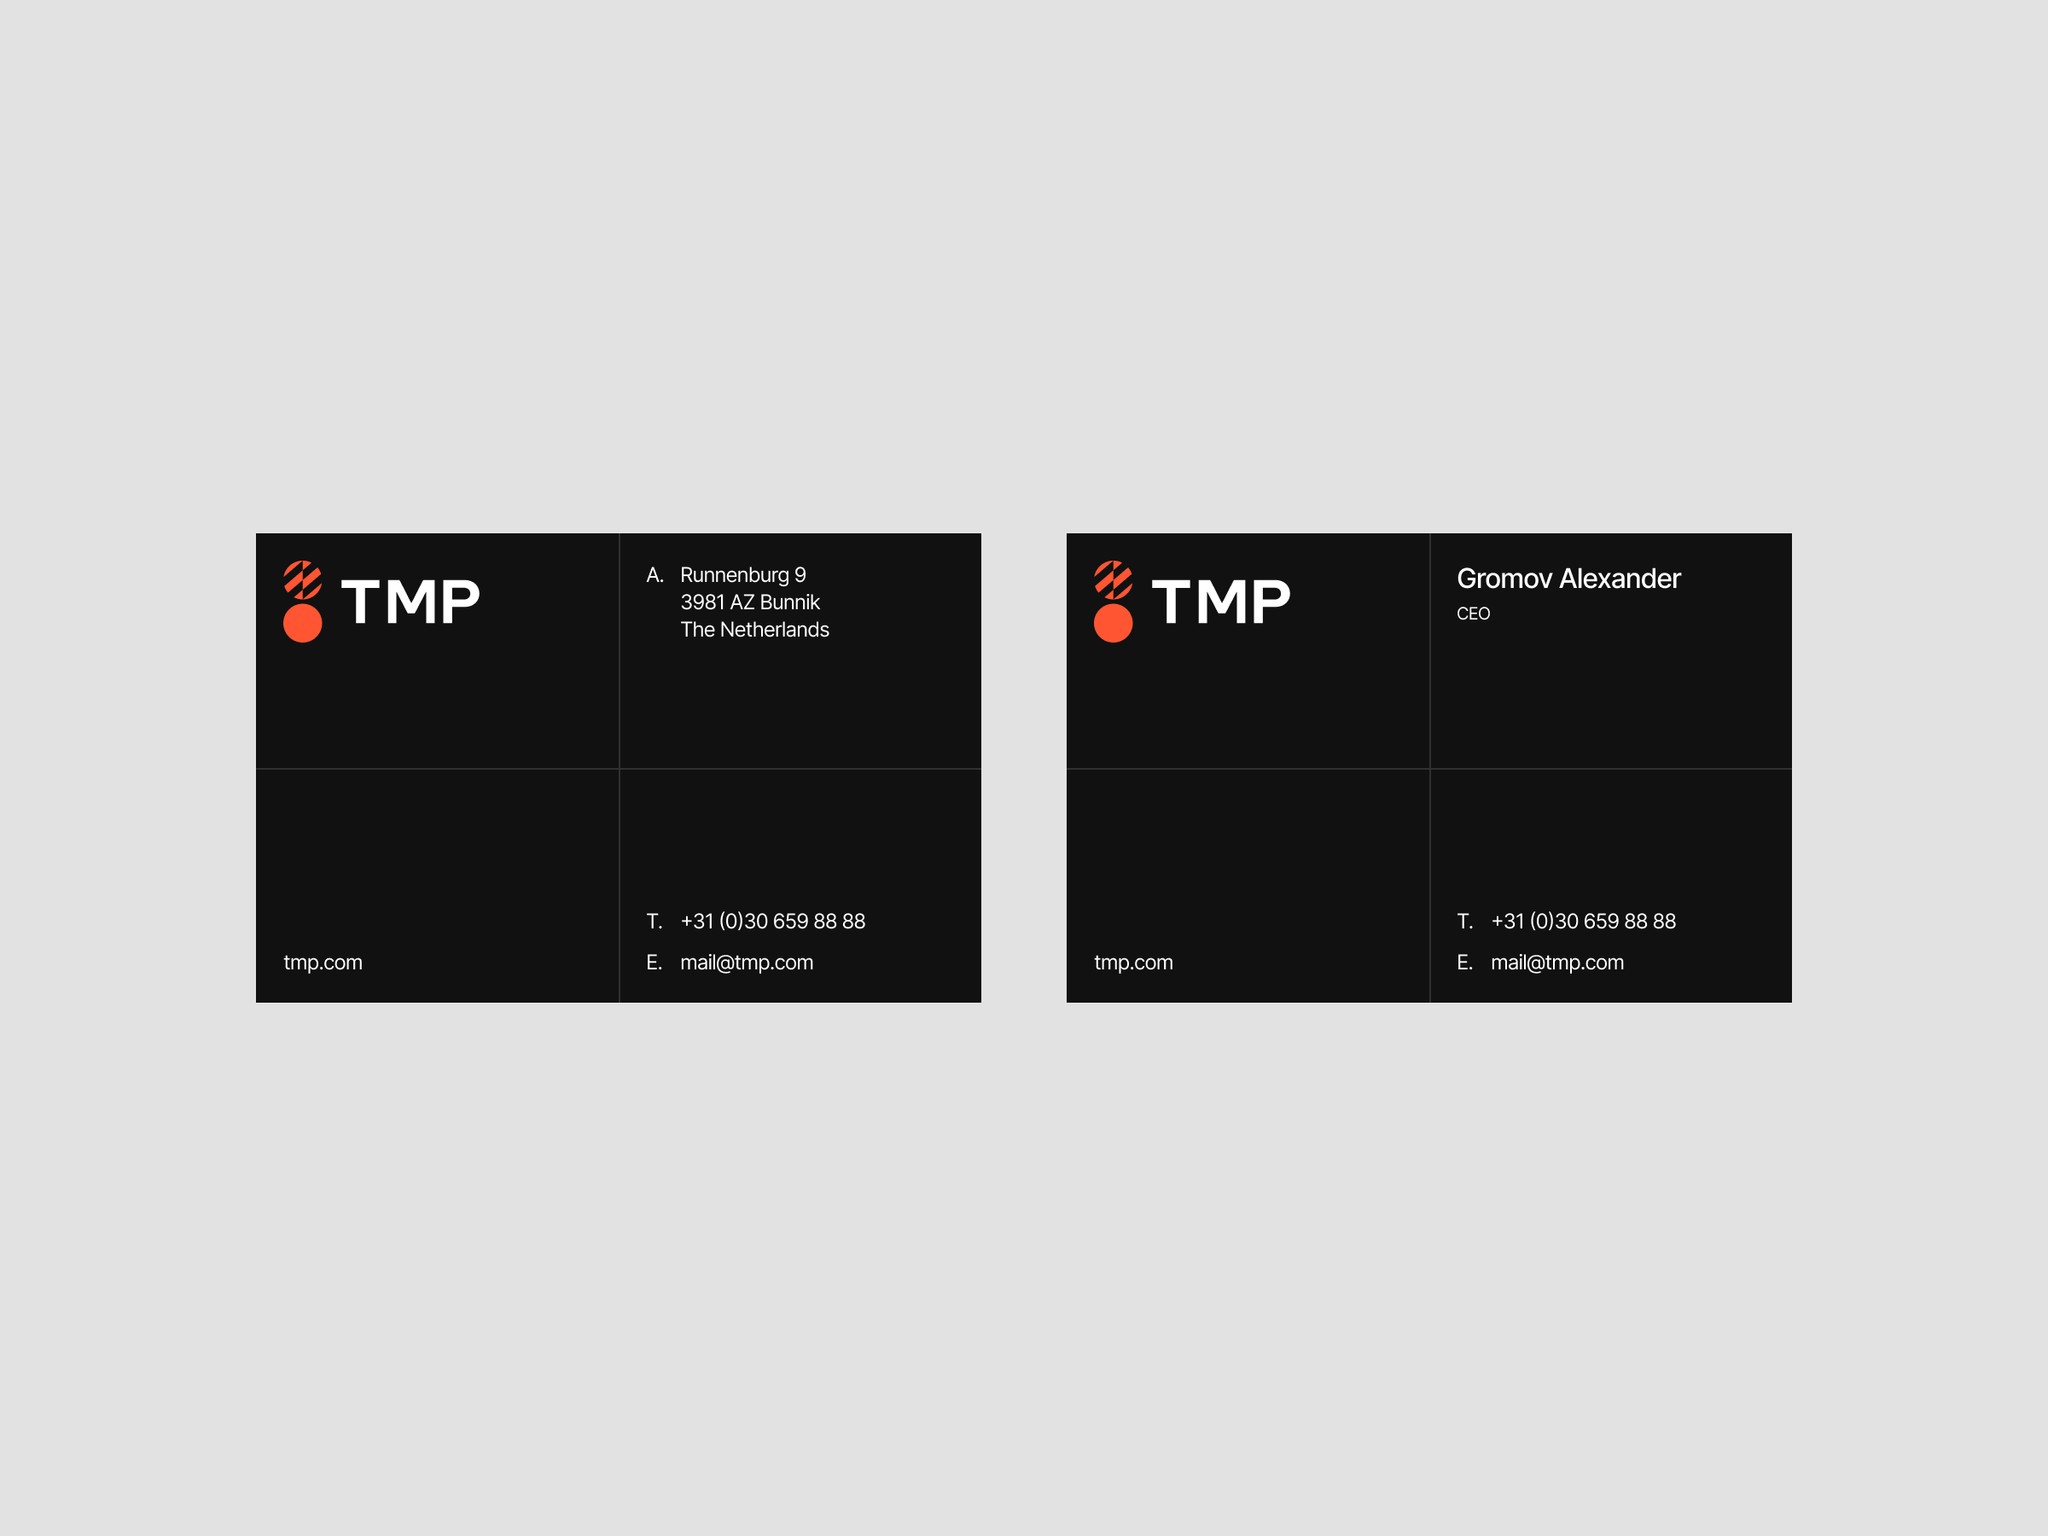 TMP
A. Runnenburg 9
3981 AZ Bunnik
The Netherlands
tmp.com
T. +31 (0)30 659 88 88
E. mail@tmp.com
TMP
Gromov Alexander
CEO
tmp.com
T. +31 (0)30 659 88 88
E. mail@tmp.com